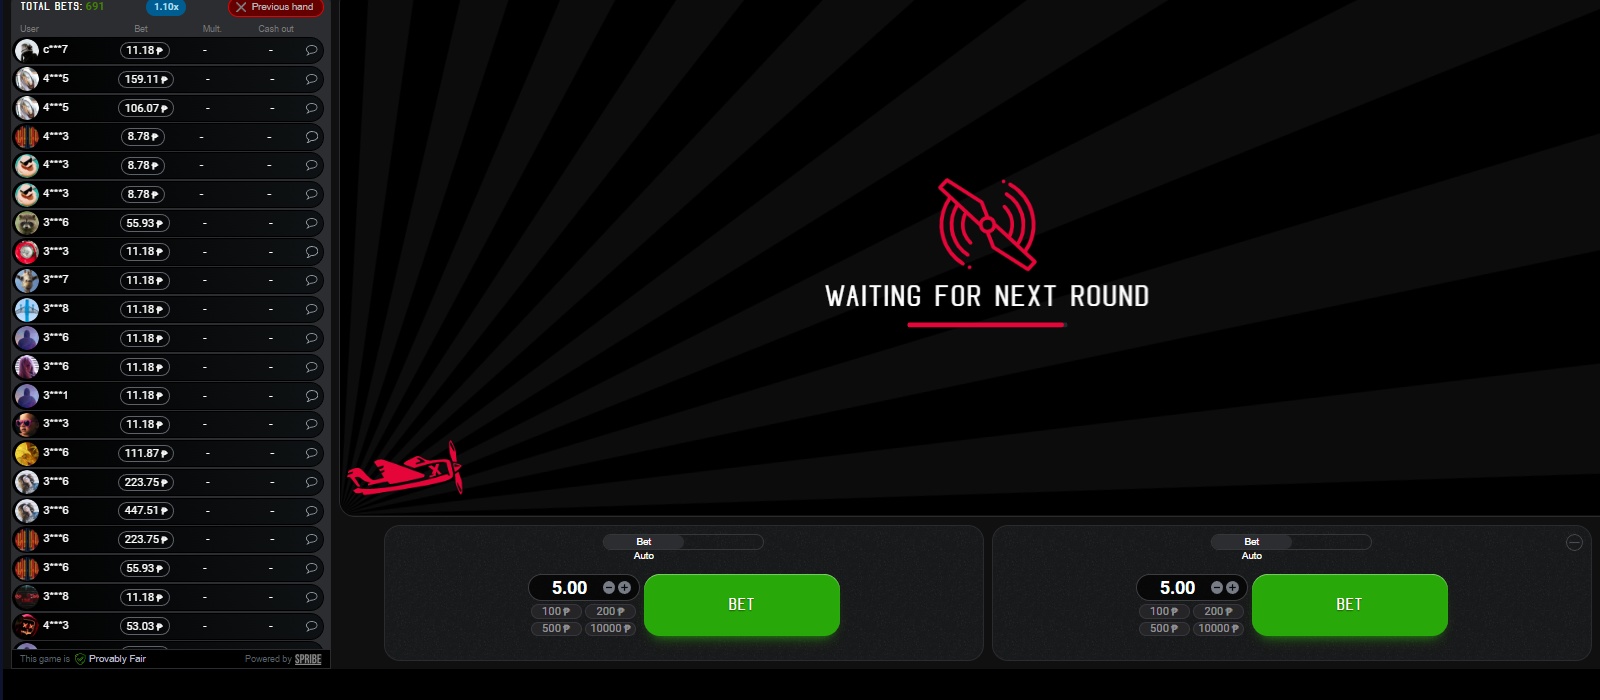 TOTAL BETS: 691 1.10x Previous hand
User Bet Mult. Cash out
c***7 11.18₱ - -
4***5 159.11₱ - -
4***5 106.07₱ - -
4***3 8.78₱ - -
4***3 8.78₱ - -
4***3 8.78₱ - -
3***6 55.93₱ - -
3***3 11.18₱ - -
3***7 11.18₱ - -
3***8 11.18₱ - -
3***6 11.18₱ - -
3***6 11.18₱ - -
3***1 11.18₱ - -
3***3 11.18₱ - -
3***6 111.87₱ - -
3***6 223.75₱ - -
3***6 447.51₱ - -
3***6 223.75₱ - -
3***6 55.93₱ - -
3***8 11.18₱ - -
4***3 53.03₱ - -
This game is Provably Fair Powered by SPRIBE
WAITING FOR NEXT ROUND
X
Bet
Auto
5.00
100₱ 200₱
500₱ 10000₱
BET
Bet
Auto
5.00
100₱ 200₱
500₱ 10000₱
BET